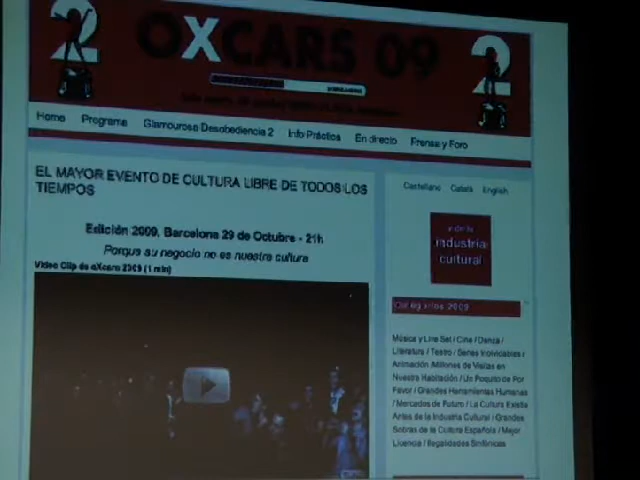 2 OXCARS 09 2
Home Programa Glamourosa Desobediencia 2 Info Práctica En directo Prensa y Foro
EL MAYOR EVENTO DE CULTURA LIBRE DE TODOS LOS
TIEMPOS
Edición 2009, Barcelona 29 de Octubre - 21h
Porque su negocio no es nuestra cultura
Video Clip de oXcars 2009 (1 min)
Castellano Català English
y de la
industria
cultural
Categorías 2009
Música y Live Set / Cine / Danza /
Literatura / Teatro / Series Inolvidables /
Animación /Millones de Visitas en
Nuestra Habitación / Un Poquito de Por
Favor / Grandes Herramientas Humanas
/ Mercados de Futuro / La Cultura Existe
Antes de la Industria Cultural / Grandes
Sobras de la Cultura Española / Mejor
Licencia / Ilegalidades Sinfónicas